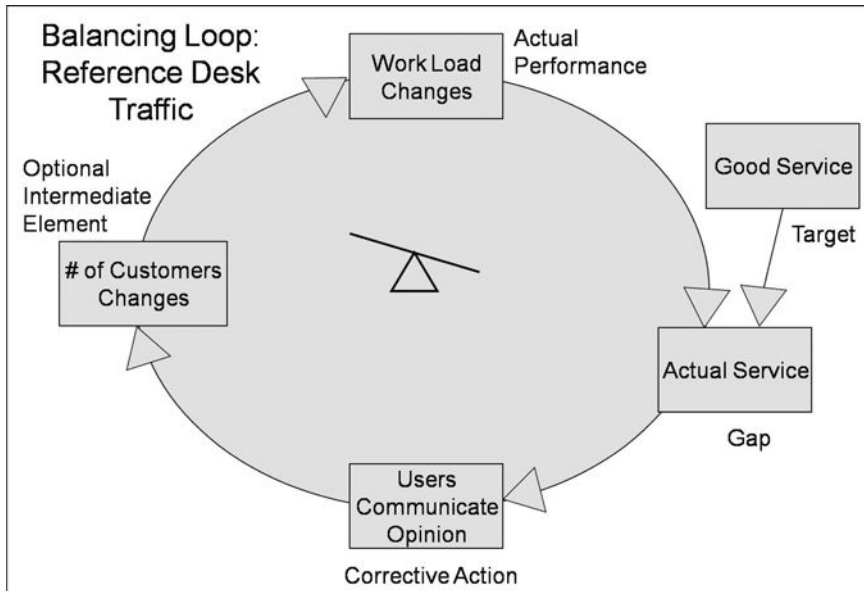 Balancing Loop:
Reference Desk
Traffic
Work Load
Changes
Actual
Performance
Good Service
Target
Optional
Intermediate
Element
# of Customers
Changes
Actual Service
Gap
Users
Communicate
Opinion
Corrective Action